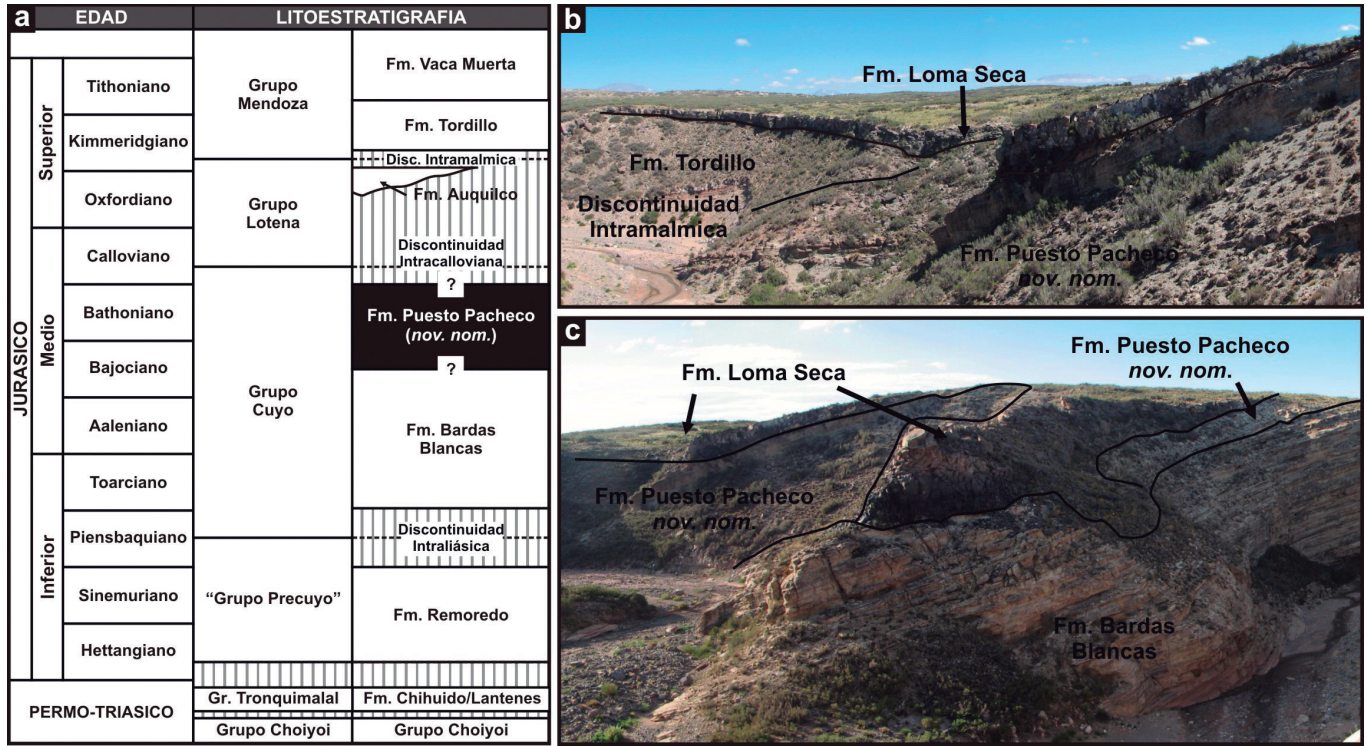 a
EDAD
LITOESTRATIGRAFIA
JURASICO
Superior
Medio
Inferior
Tithoniano
Kimmeridgiano
Oxfordiano
Calloviano
Bathoniano
Bajociano
Aaleniano
Toarciano
Piensbaquiano
Sinemuriano
Hettangiano
PERMO-TRIASICO
Grupo
Mendoza
Grupo
Lotena
Grupo
Cuyo
“Grupo Precuyo”
Gr. Tronquimalal
Grupo Choiyoi
Fm. Vaca Muerta
Fm. Tordillo
Disc. Intramalmica
Fm. Auquilco
Discontinuidad
Intracalloviana
?
Fm. Puesto Pacheco
(nov. nom.)
?
Fm. Bardas
Blancas
Discontinuidad
Intraliásica
Fm. Remoredo
Fm. Chihuido/Lantenes
Grupo Choiyoi
b
Fm. Loma Seca
Fm. Tordillo
Discontinuidad
Intramalmica
Fm. Puesto Pacheco
nov. nom.
c
Fm. Puesto Pacheco
nov. nom.
Fm. Loma Seca
Fm. Puesto Pacheco
nov. nom.
Fm. Bardas
Blancas